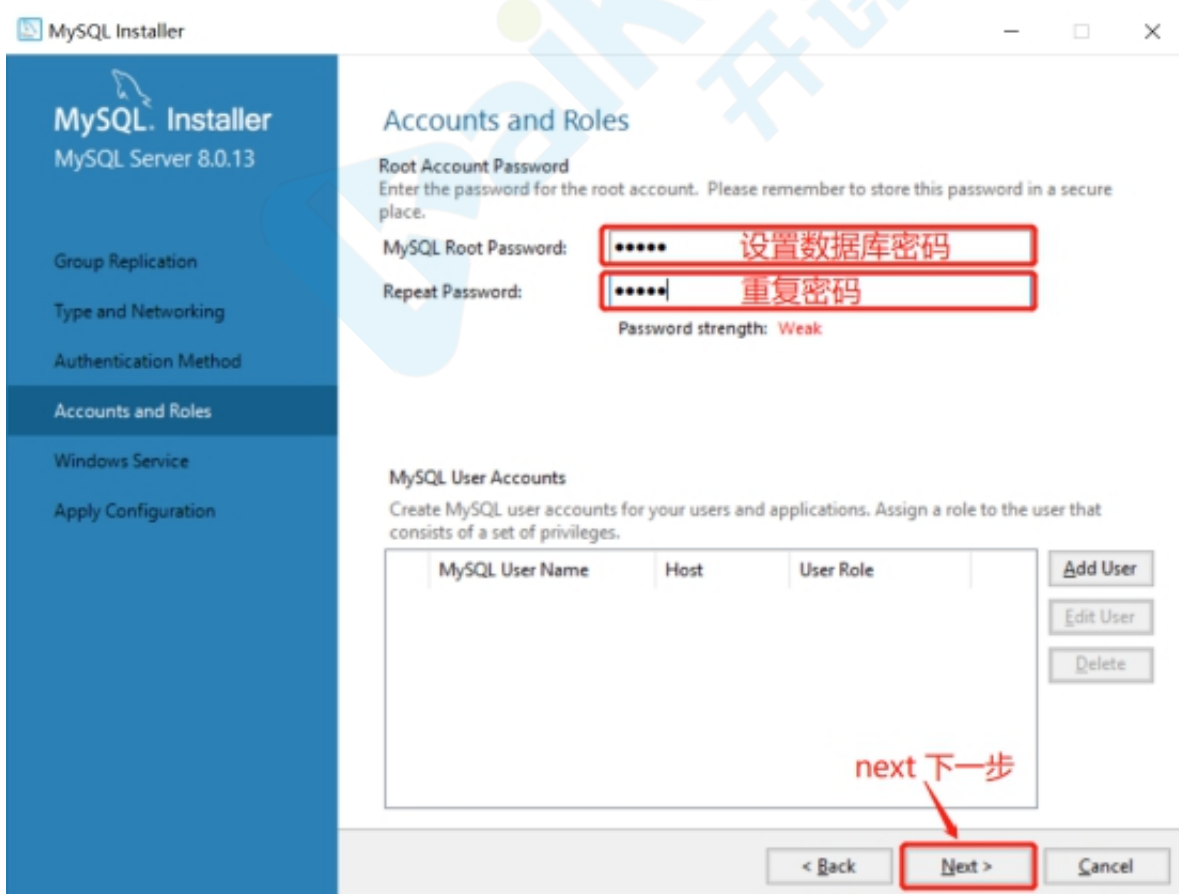 MySQL Installer
MySQL. Installer
MySQL Server 8.0.13
Group Replication
Type and Networking
Authentication Method
Accounts and Roles
Windows Service
Apply Configuration
Accounts and Roles
Root Account Password
Enter the password for the root account. Please remember to store this password in a secure
place.
MySQL Root Password: ●●●●● 设置数据库密码
Repeat Password: ●●●●● 重复密码
Password strength: Weak
MySQL User Accounts
Create MySQL user accounts for your users and applications. Assign a role to the user that
consists of a set of privileges.
MySQL User Name Host User Role
Add User
Edit User
Delete
next 下一步
< Back Next > Cancel